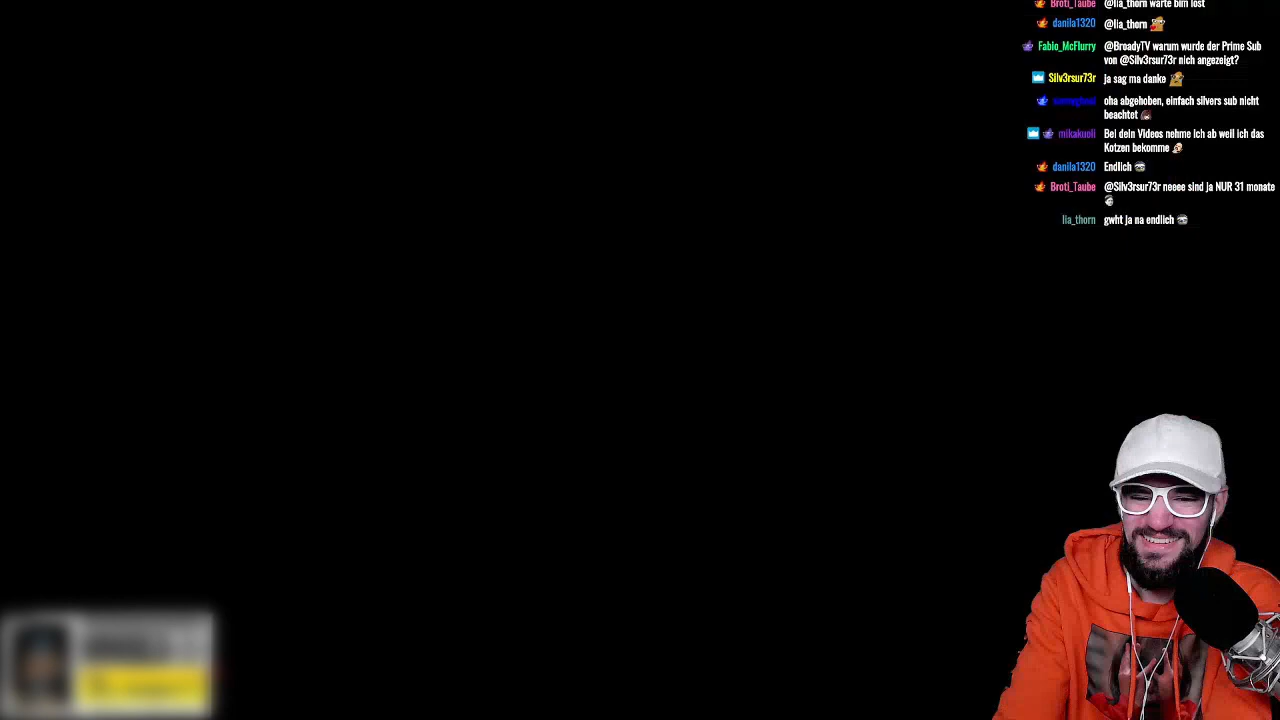 Broti_Taube @lia_thorn warte bim lost
danila1320 @lia_thorn
Fabio_McFlurry @BroadyTV warum wurde der Prime Sub
von @Silv3rsur73r nich angezeigt?
Silv3rsur73r ja sag ma danke
oha abgehoben, einfach silvers sub nicht
beachtet
mikakuoli Bei dein Videos nehme ich ab weil ich das
Kotzen bekomme
danila1320 Endlich
Broti_Taube @Silv3rsur73r neeee sind ja NUR 31 monate
lia_thorn gwht ja na endlich